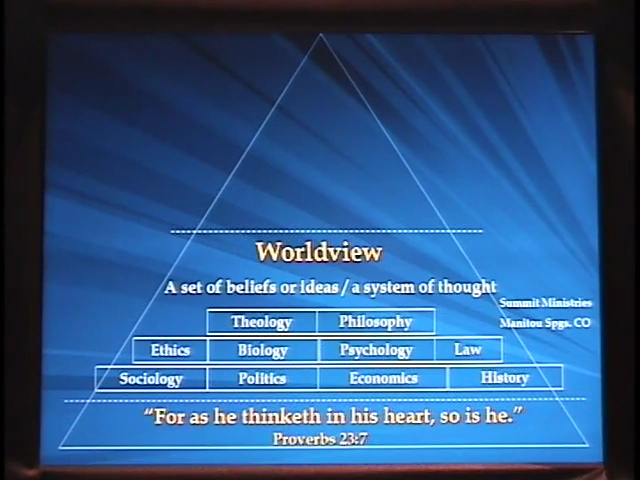 Worldview
A set of beliefs or ideas / a system of thought
Summit Ministries
Manitou Spgs. CO
Theology Philosophy
Ethics Biology Psychology Law
Sociology Politics Economics History
“For as he thinketh in his heart, so is he.”
Proverbs 23:7